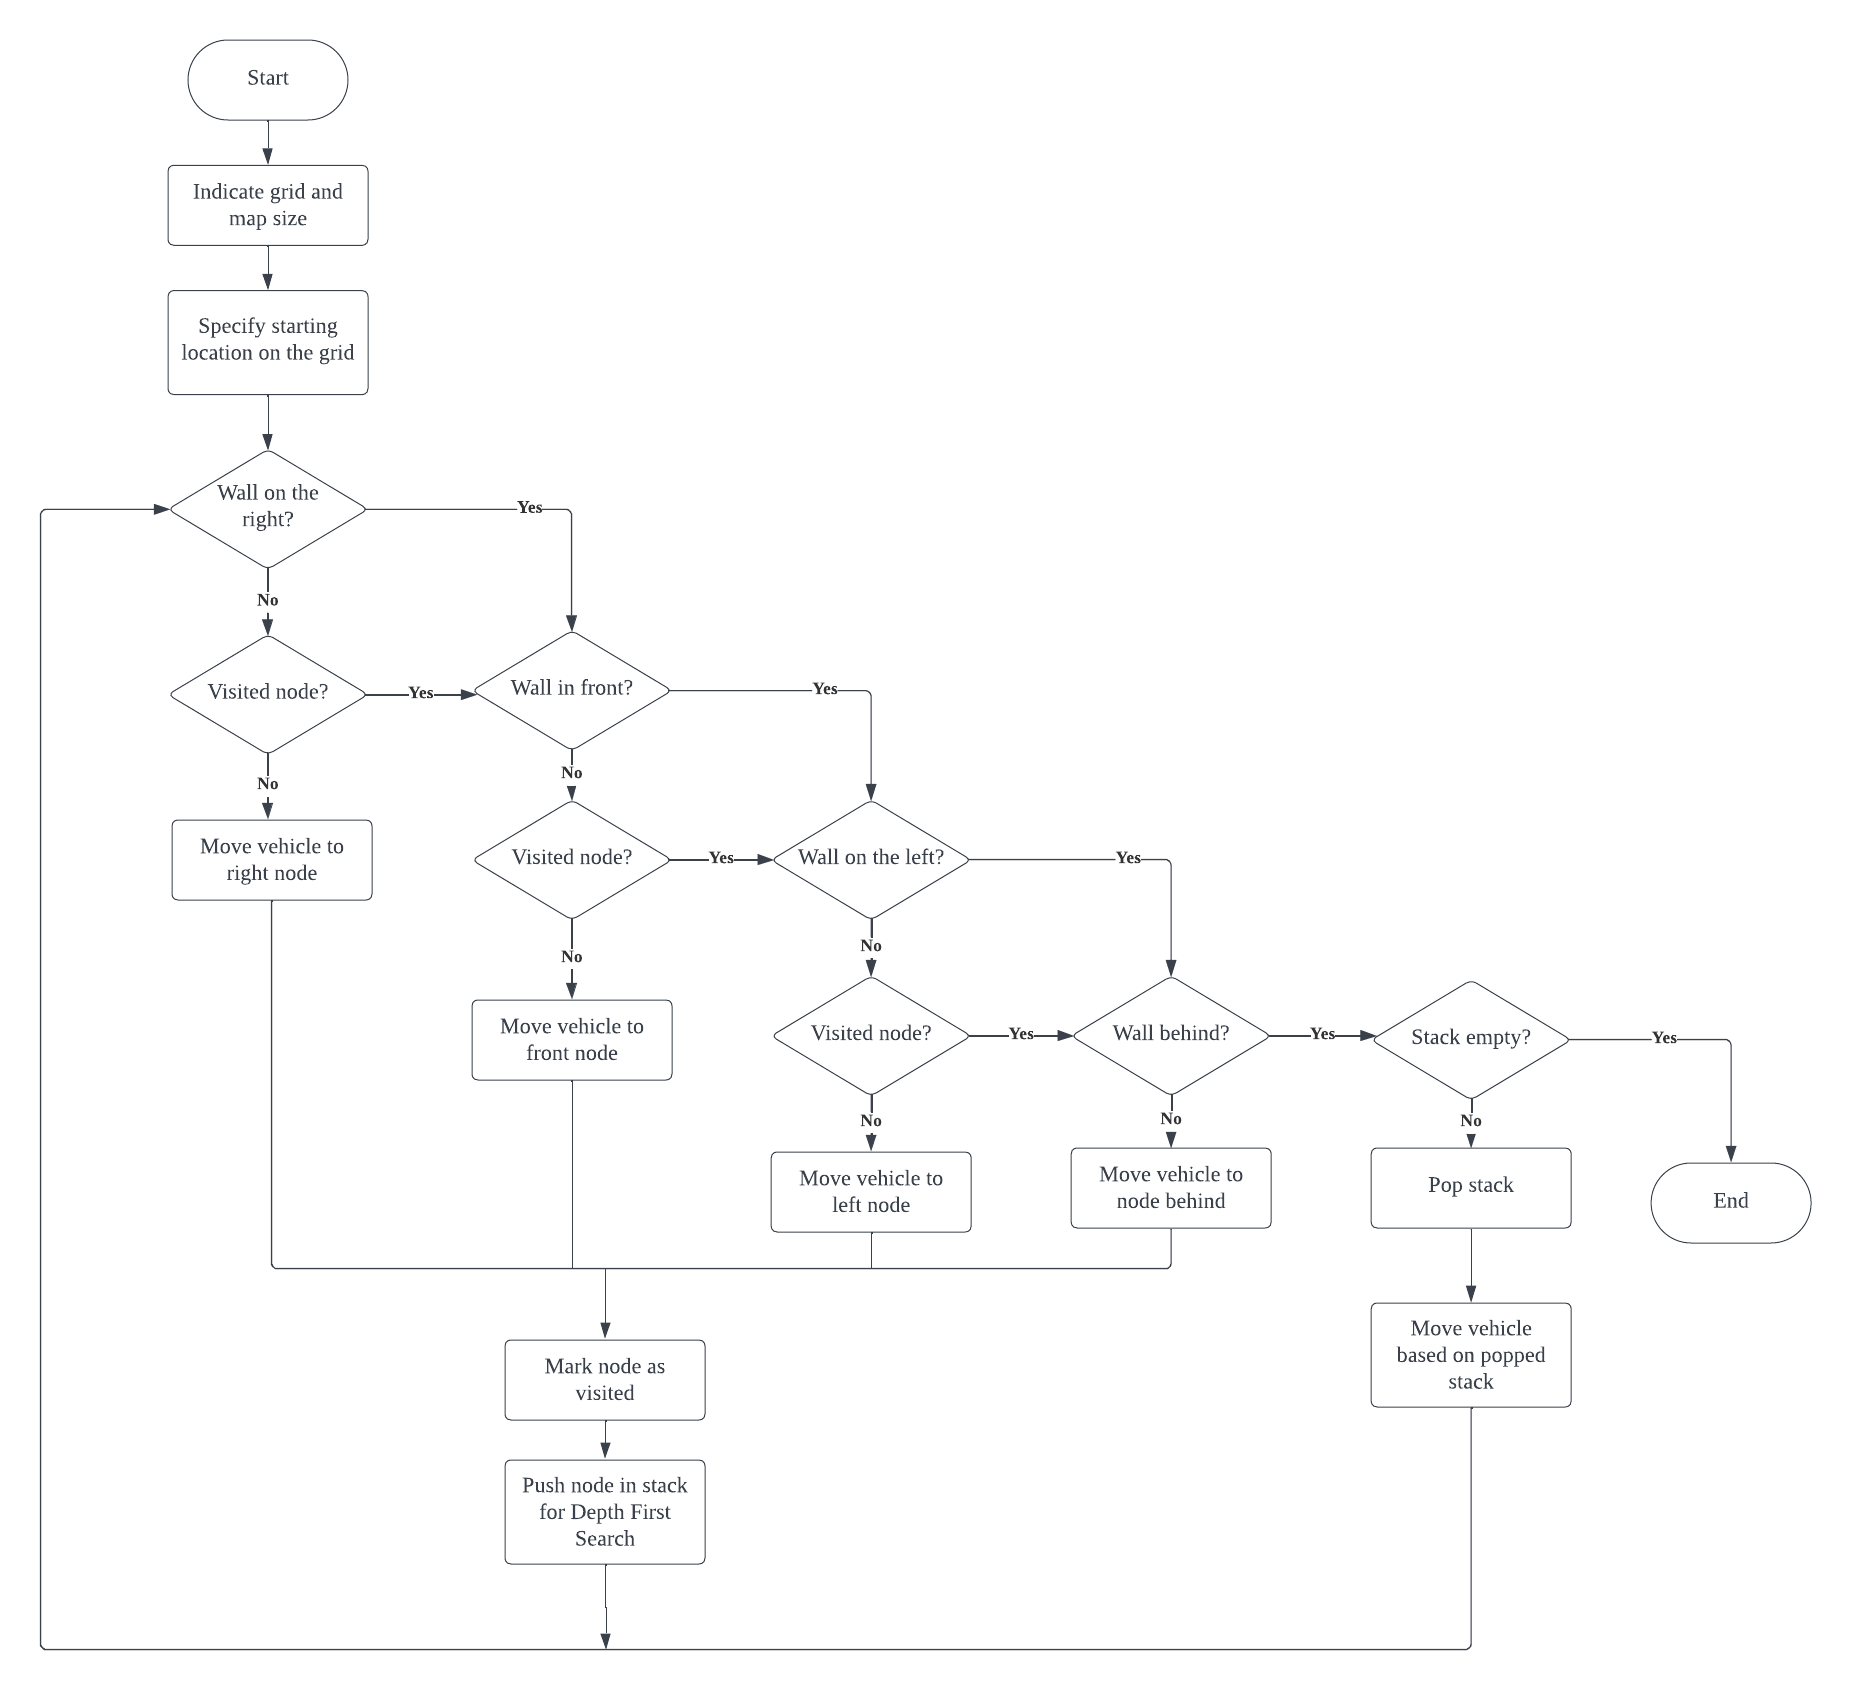 Start
Indicate grid and
map size
Specify starting
location on the grid
Wall on the
right?
Yes
No
Visited node?
Yes
Wall in front?
Yes
No
No
Move vehicle to
right node
Visited node?
Yes
Wall on the left?
Yes
No
No
Move vehicle to
front node
Visited node?
Yes
Wall behind?
Yes
Stack empty?
Yes
No
No
No
Move vehicle to
left node
Move vehicle to
node behind
Pop stack
End
Move vehicle
based on popped
stack
Mark node as
visited
Push node in stack
for Depth First
Search